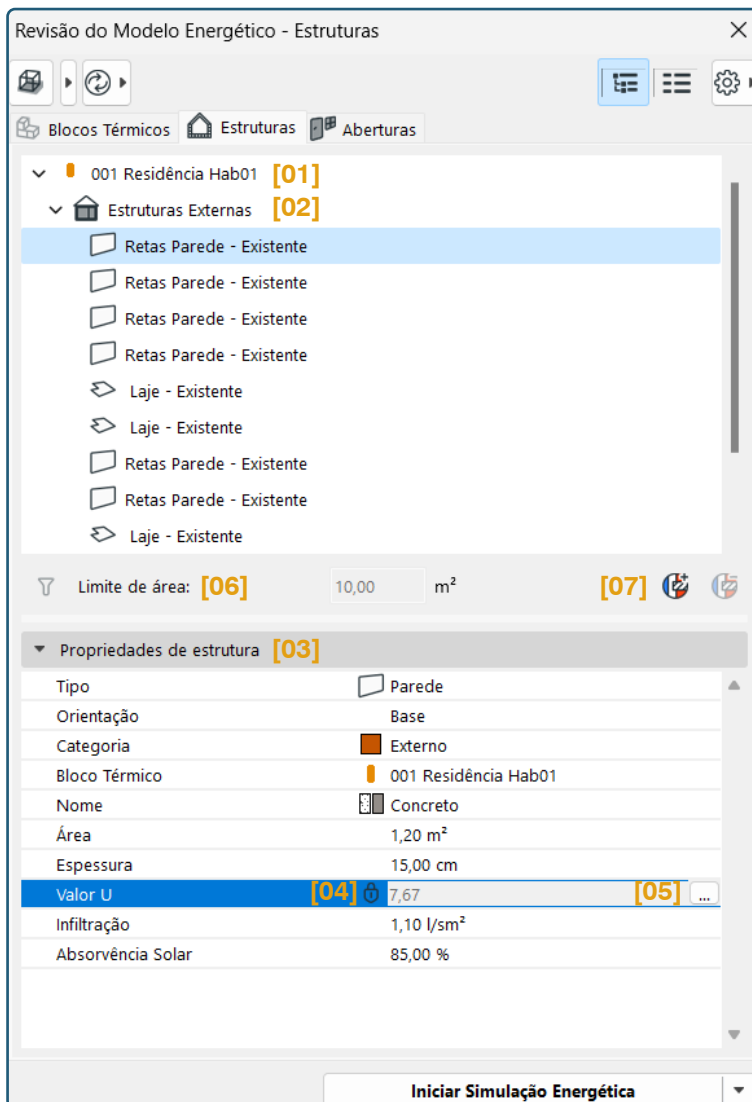 Revisão do Modelo Energético - Estruturas
Blocos Térmicos Estruturas Aberturas
001 Residência Hab01 [01]
Estruturas Externas [02]
Retas Parede - Existente
Retas Parede - Existente
Retas Parede - Existente
Retas Parede - Existente
Laje - Existente
Laje - Existente
Retas Parede - Existente
Retas Parede - Existente
Laje - Existente
Limite de área: [06] 10,00 m² [07]
Propriedades de estrutura [03]
Tipo Parede
Orientação Base
Categoria Externo
Bloco Térmico 001 Residência Hab01
Nome Concreto
Área 1,20 m²
Espessura 15,00 cm
Valor U [04] 7,67 [05] ...
Infiltração 1,10 l/sm²
Absorvência Solar 85,00 %
Iniciar Simulação Energética